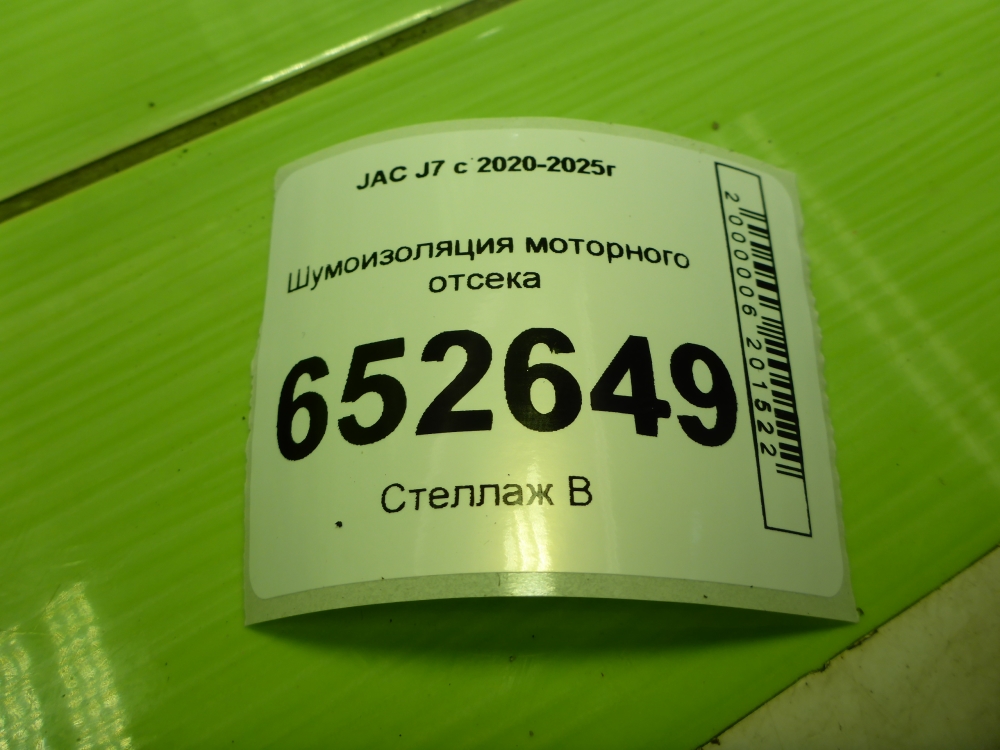 JAC J7 с 2020-2025г
Шумоизоляция моторного
отсека
652649
Стеллаж В
2000006201522